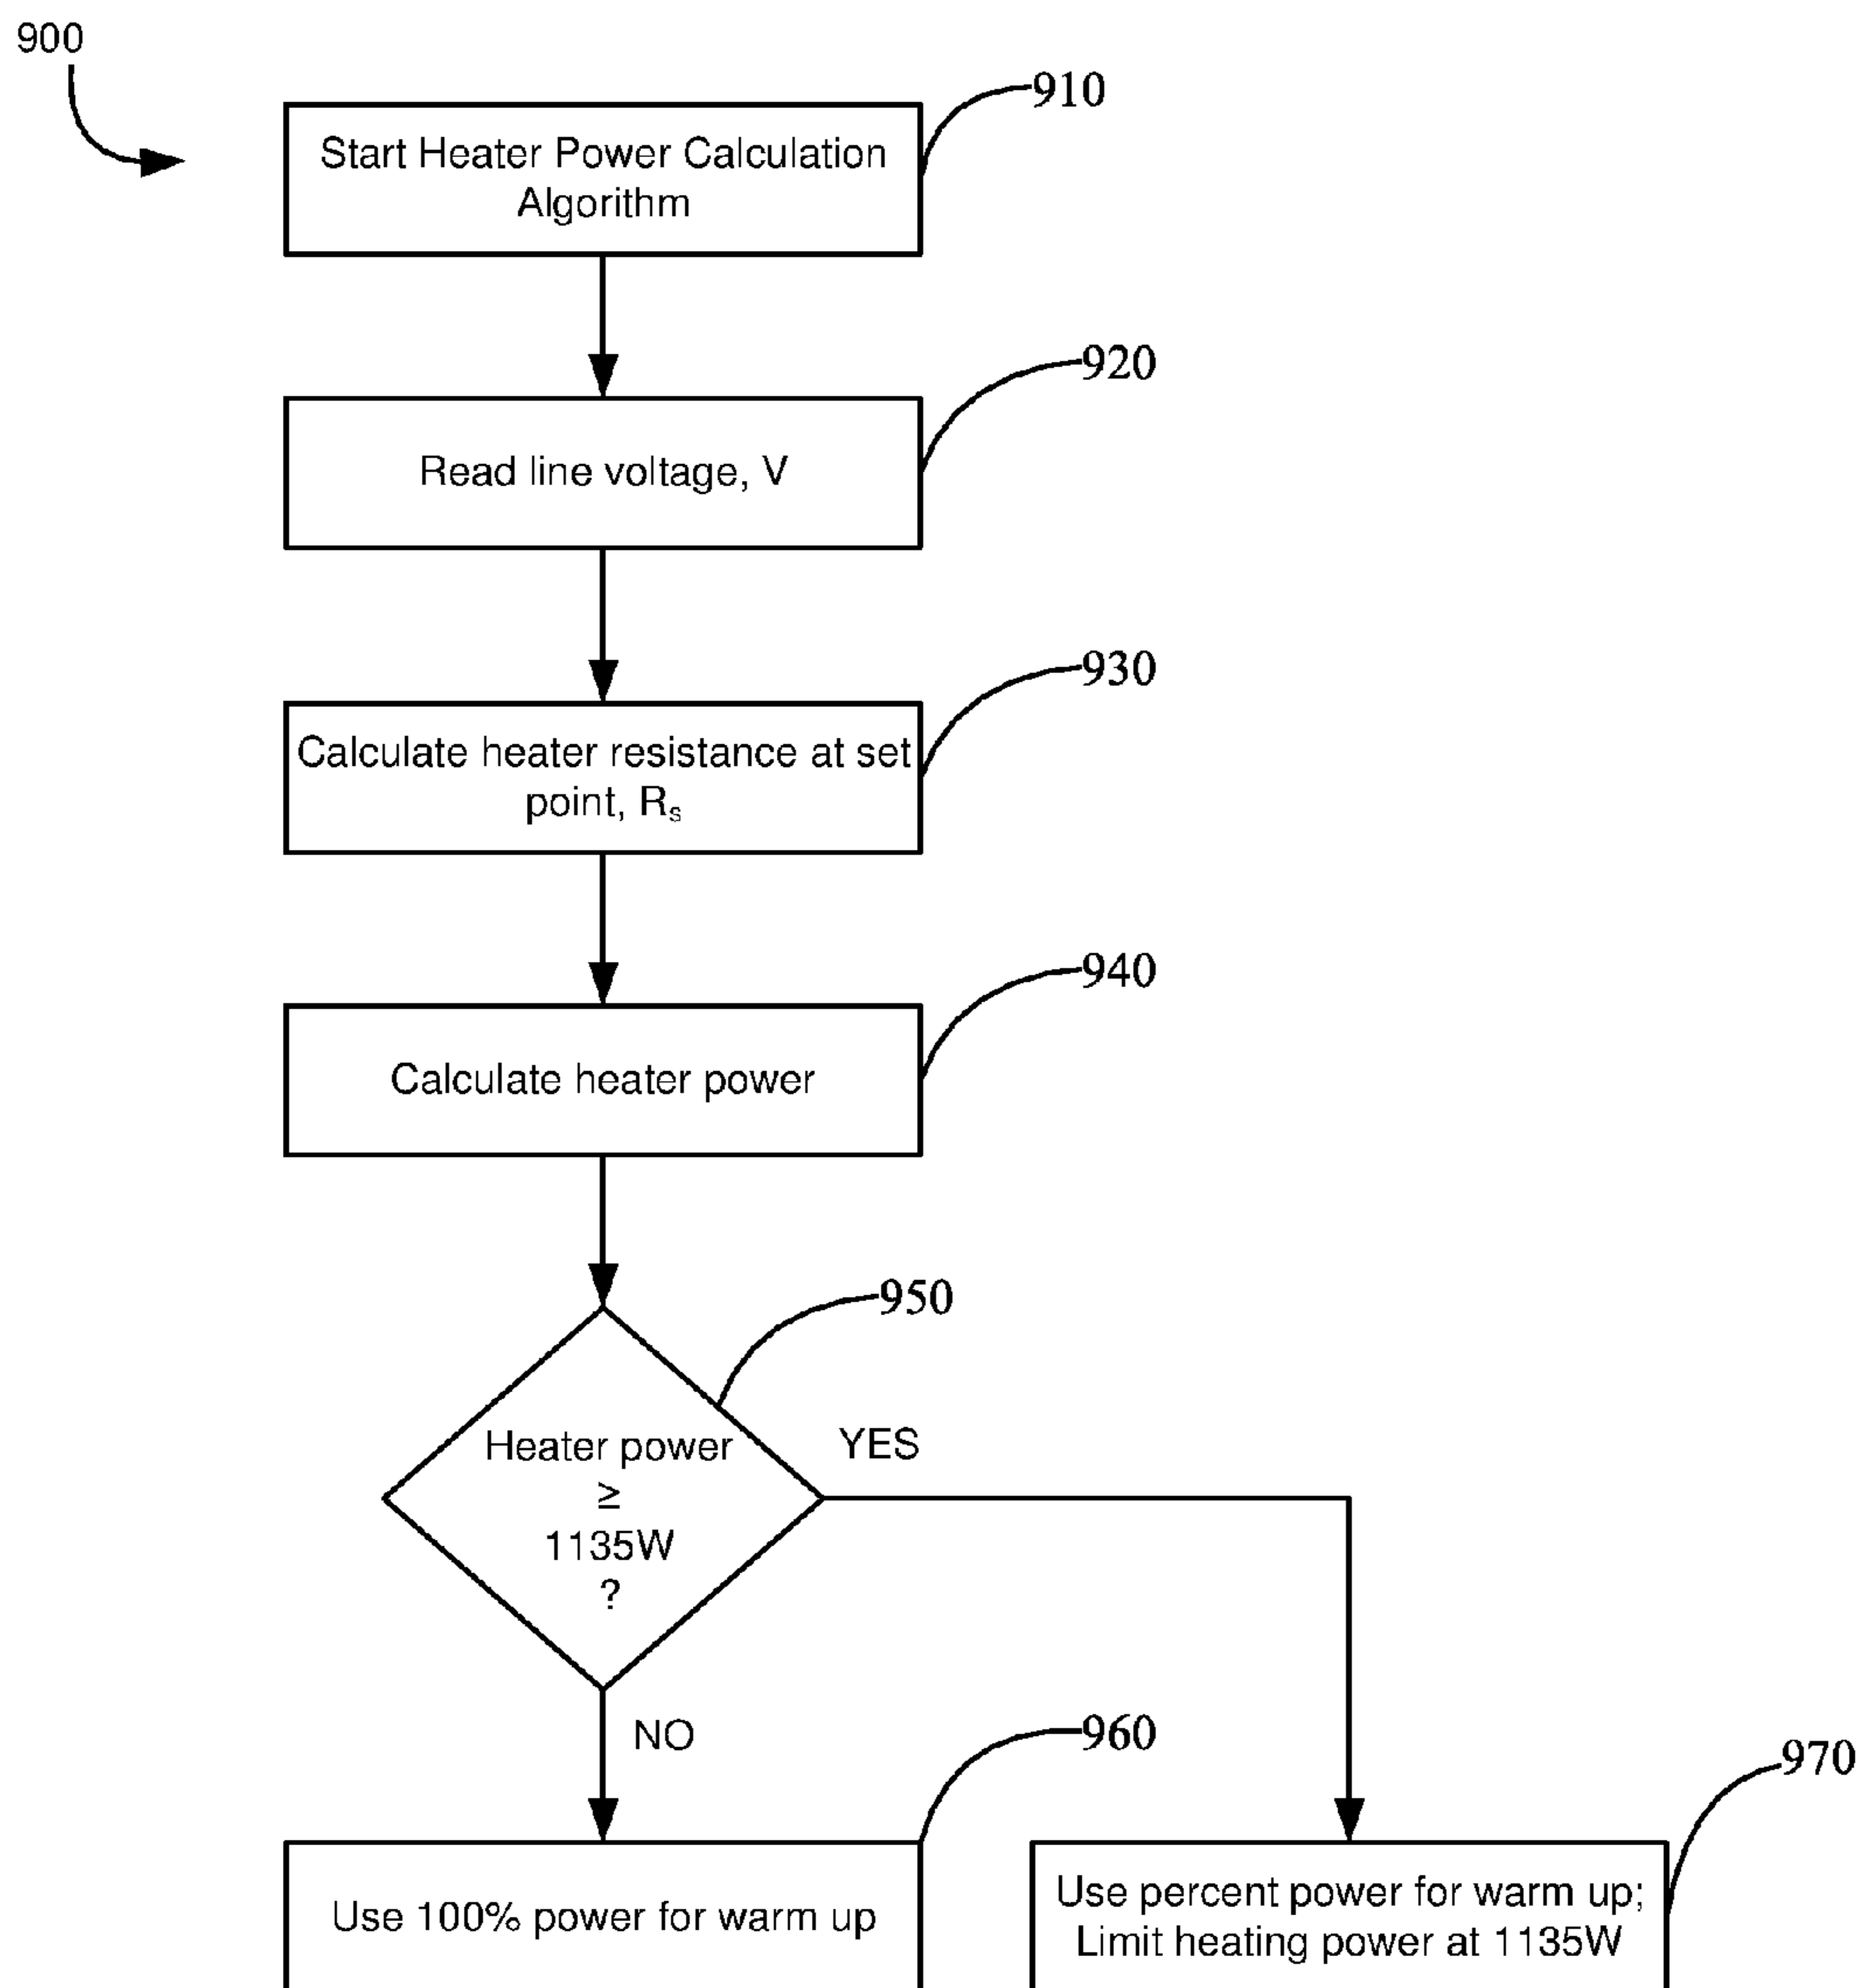 900
910
Start Heater Power Calculation
Algorithm
920
Read line voltage, V
930
Calculate heater resistance at set
point, Rₛ
940
Calculate heater power
950
Heater power
≥
1135W
?
YES
NO
960
970
Use 100% power for warm up
Use percent power for warm up;
Limit heating power at 1135W